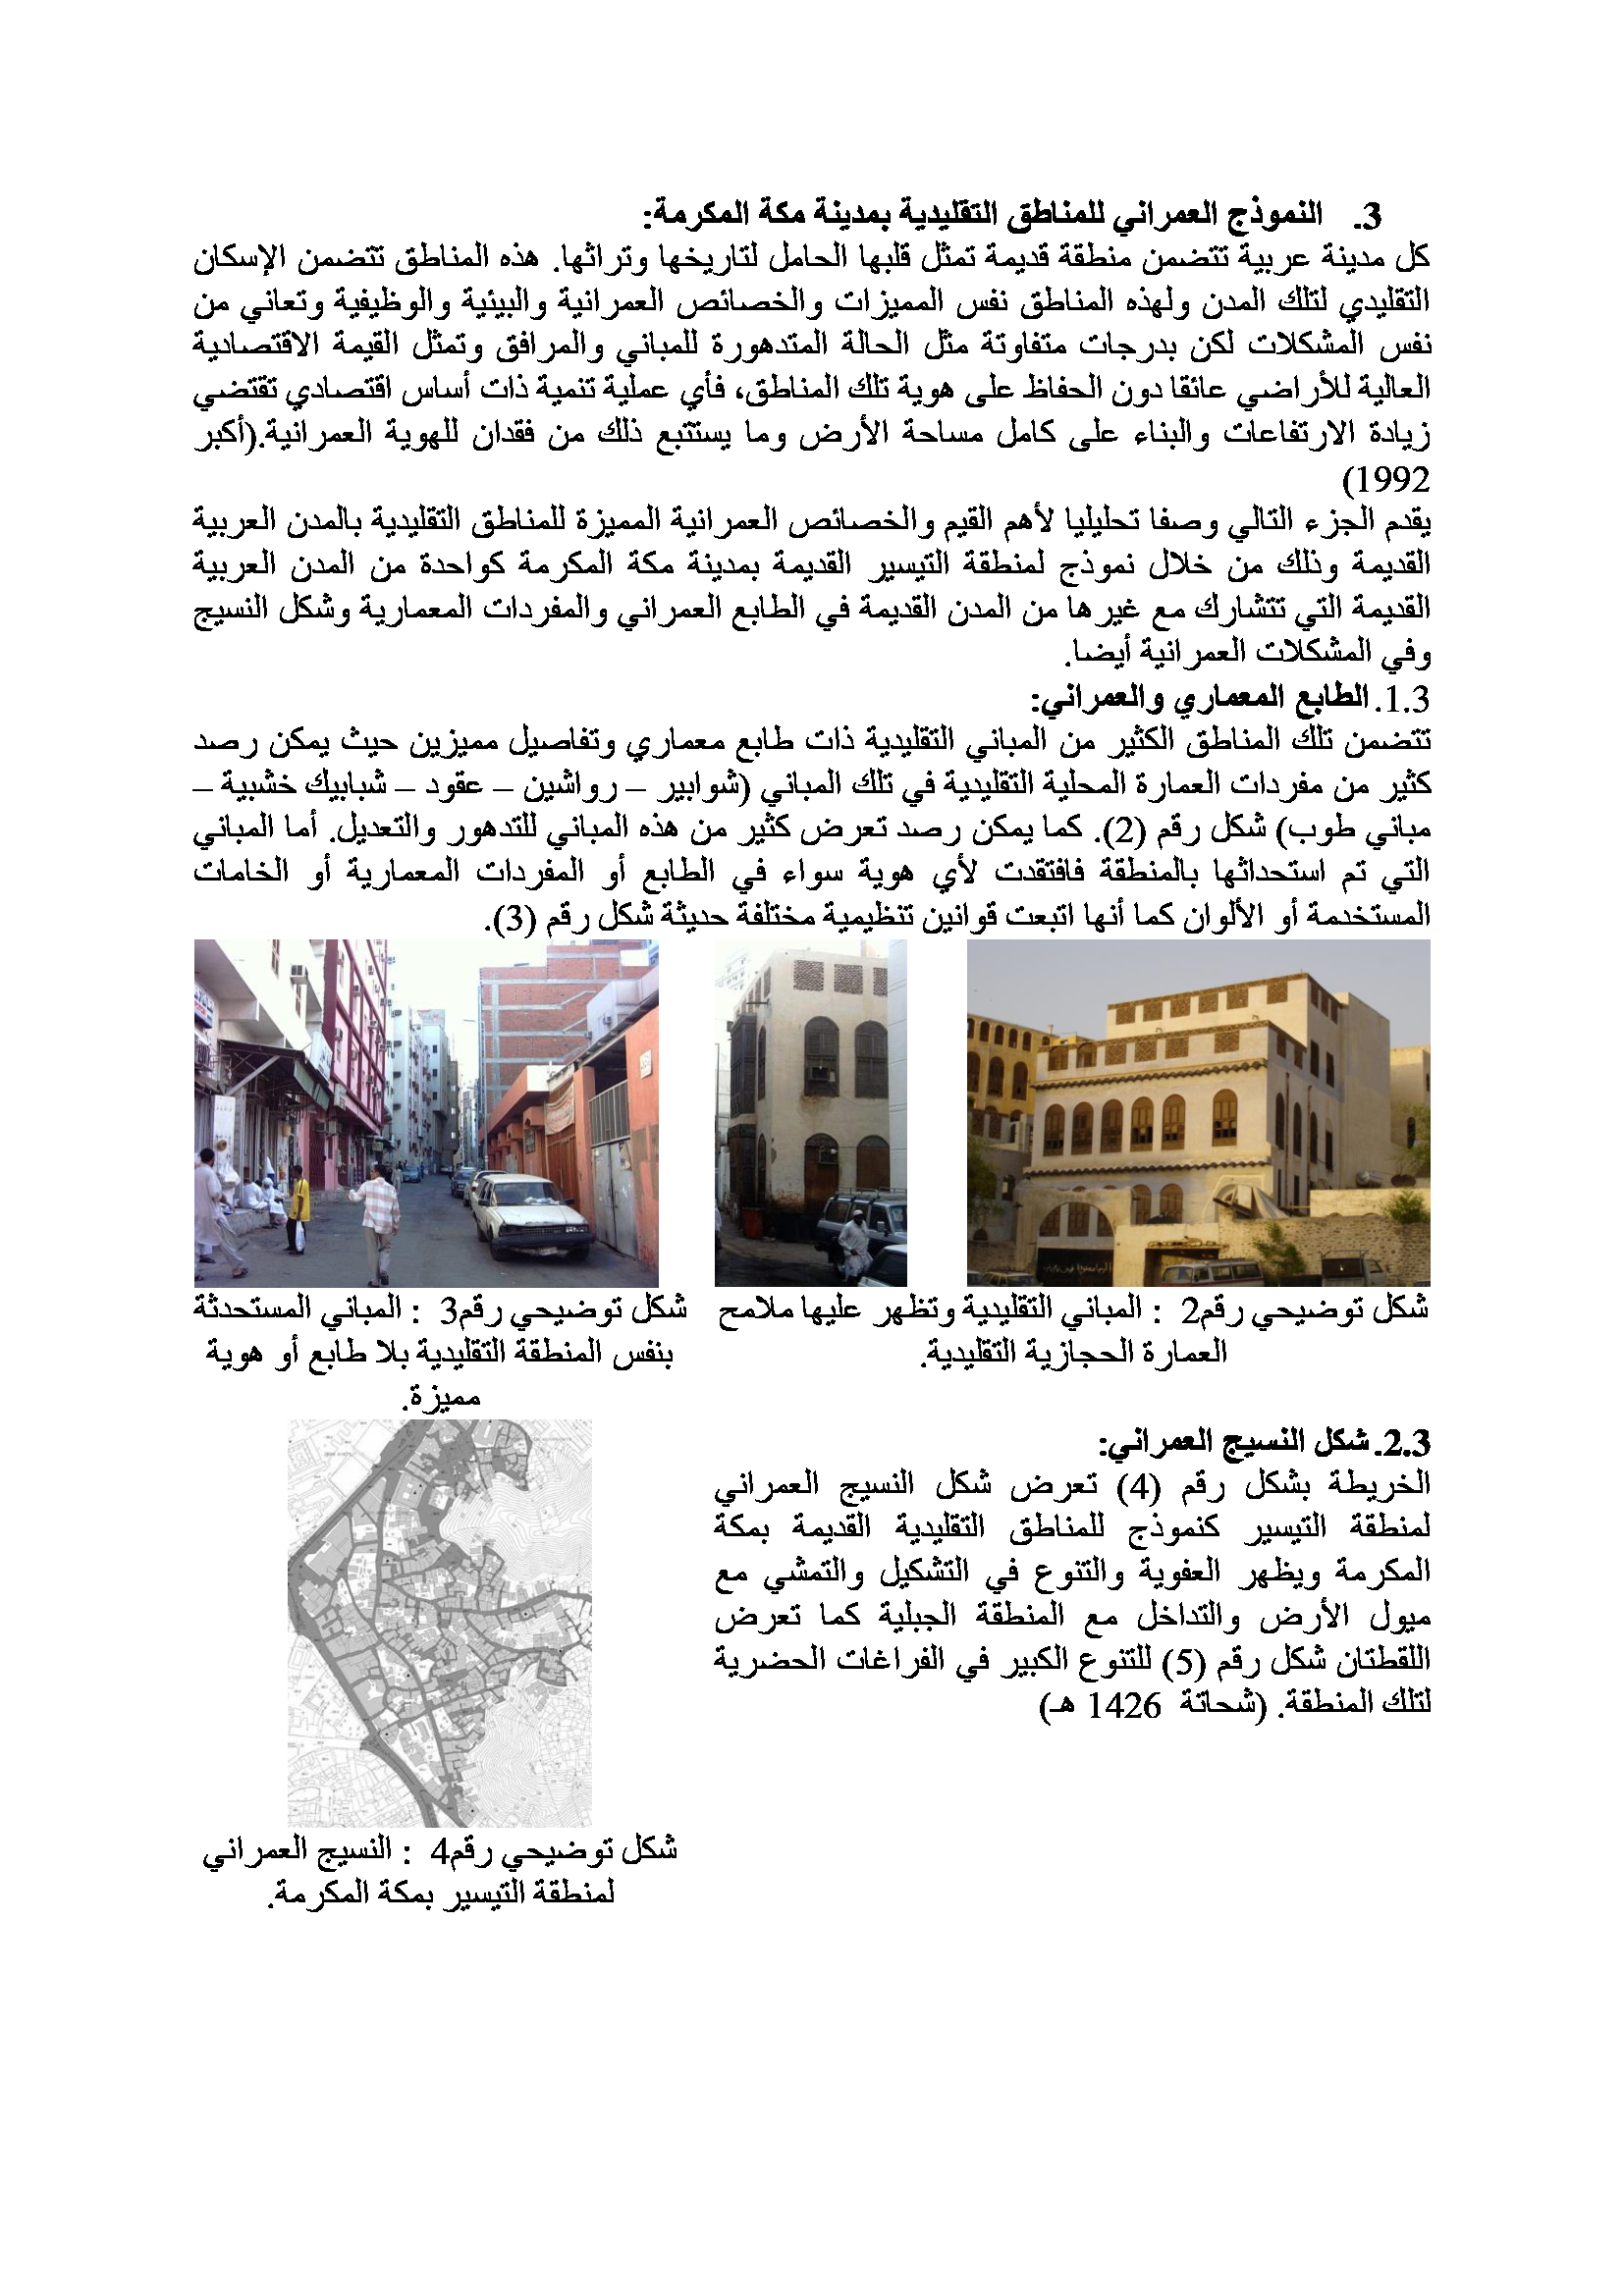 3. النموذج العمراني للمناطق التقليدية بمدينة مكة المكرمة:
كل مدينة عربية تتضمن منطقة قديمة تمثل قلبها الحامل لتاريخها وتراثها. هذه المناطق تتضمن الإسكان
التقليدي لتلك المدن ولهذه المناطق نفس المميزات والخصائص العمرانية والبيئية والوظيفية وتعاني من
نفس المشكلات لكن بدرجات متفاوتة مثل الحالة المتدهورة للمباني والمرافق وتمثل القيمة الاقتصادية
العالية للأراضي عائقا دون الحفاظ على هوية تلك المناطق، فأي عملية تنمية ذات أساس اقتصادي تقتضي
زيادة الارتفاعات والبناء على كامل مساحة الأرض وما يستتبع ذلك من فقدان للهوية العمرانية.(أكبر
1992)
يقدم الجزء التالي وصفا تحليليا لأهم القيم والخصائص العمرانية المميزة للمناطق التقليدية بالمدن العربية
القديمة وذلك من خلال نموذج لمنطقة التيسير القديمة بمدينة مكة المكرمة كواحدة من المدن العربية
القديمة التي تتشارك مع غيرها من المدن القديمة في الطابع العمراني والمفردات المعمارية وشكل النسيج
وفي المشكلات العمرانية أيضا.
1.3. الطابع المعماري والعمراني:
تتضمن تلك المناطق الكثير من المباني التقليدية ذات طابع معماري وتفاصيل مميزين حيث يمكن رصد
كثير من مفردات العمارة المحلية التقليدية في تلك المباني (شوابير – رواشين – عقود – شبابيك خشبية –
مباني طوب) شكل رقم (2). كما يمكن رصد تعرض كثير من هذه المباني للتدهور والتعديل. أما المباني
التي تم استحداثها بالمنطقة فافتقدت لأي هوية سواء في الطابع أو المفردات المعمارية أو الخامات
المستخدمة أو الألوان كما أنها اتبعت قوانين تنظيمية مختلفة حديثة شكل رقم (3).
شكل توضيحي رقم2 : المباني التقليدية وتظهر عليها ملامح
العمارة الحجازية التقليدية.
شكل توضيحي رقم3 : المباني المستحدثة
بنفس المنطقة التقليدية بلا طابع أو هوية
مميزة.
2.3. شكل النسيج العمراني:
الخريطة بشكل رقم (4) تعرض شكل النسيج العمراني
لمنطقة التيسير كنموذج للمناطق التقليدية القديمة بمكة
المكرمة ويظهر العفوية والتنوع في التشكيل والتمشي مع
ميول الأرض والتداخل مع المنطقة الجبلية كما تعرض
اللقطتان شكل رقم (5) للتنوع الكبير في الفراغات الحضرية
لتلك المنطقة. (شحاتة 1426 هـ)
شكل توضيحي رقم4 : النسيج العمراني
لمنطقة التيسير بمكة المكرمة.